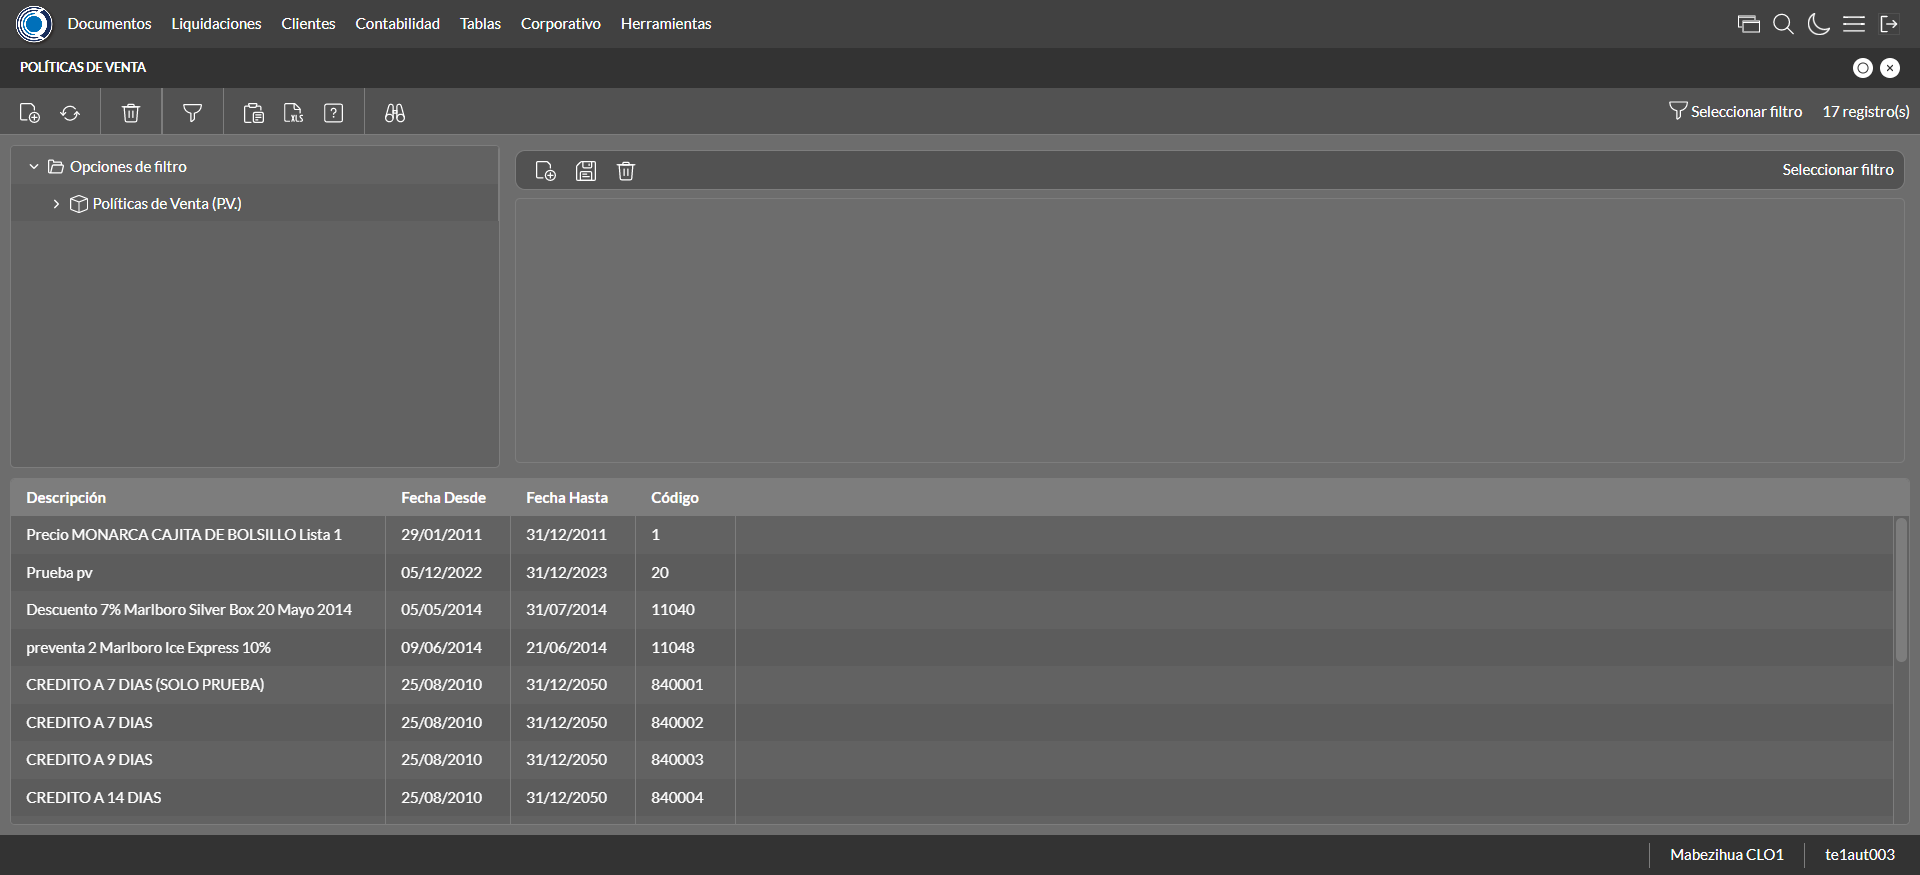 Documentos Liquidaciones Clientes Contabilidad Tablas Corporativo Herramientas
POLÍTICAS DE VENTA
XLS ? Seleccionar filtro 17 registro(s)
Opciones de filtro
Políticas de Venta (P.V.)
Seleccionar filtro
Descripción Fecha Desde Fecha Hasta Código
Precio MONARCA CAJITA DE BOLSILLO Lista 1 29/01/2011 31/12/2011 1
Prueba pv 05/12/2022 31/12/2023 20
Descuento 7% Marlboro Silver Box 20 Mayo 2014 05/05/2014 31/07/2014 11040
preventa 2 Marlboro Ice Express 10% 09/06/2014 21/06/2014 11048
CREDITO A 7 DIAS (SOLO PRUEBA) 25/08/2010 31/12/2050 840001
CREDITO A 7 DIAS 25/08/2010 31/12/2050 840002
CREDITO A 9 DIAS 25/08/2010 31/12/2050 840003
CREDITO A 14 DIAS 25/08/2010 31/12/2050 840004
Mabezihua CLO1 te1aut003